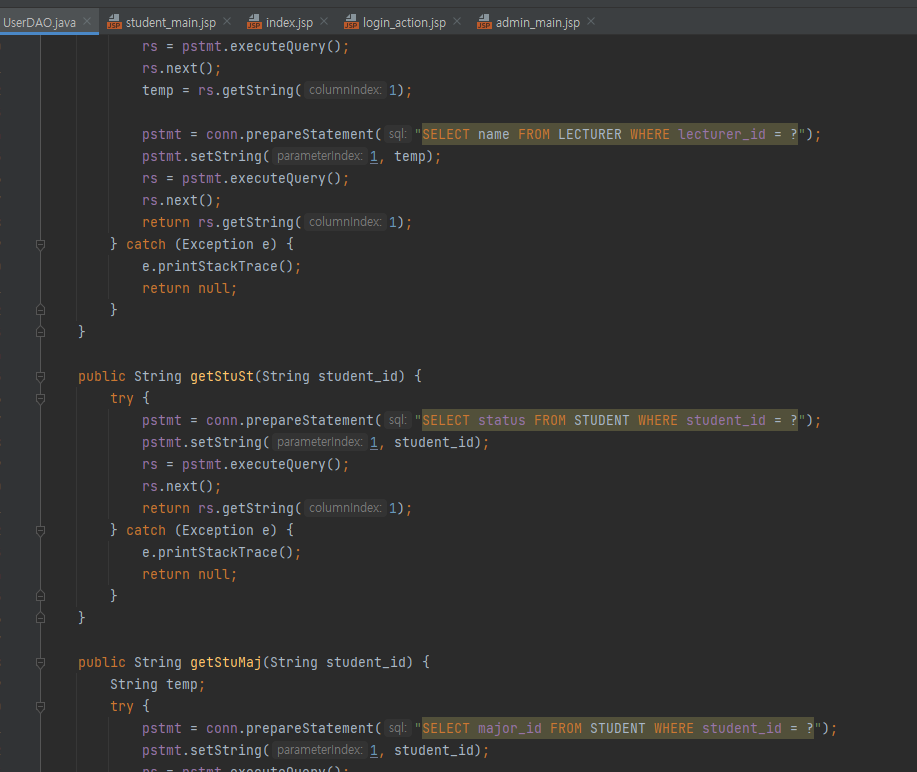 UserDAO.java student_main.jsp index.jsp login_action.jsp admin_main.jsp
rs = pstmt.executeQuery();
rs.next();
temp = rs.getString( columnIndex: 1);
pstmt = conn.prepareStatement( sql: "SELECT name FROM LECTURER WHERE lecturer_id = ?");
pstmt.setString( parameterIndex: 1, temp);
rs = pstmt.executeQuery();
rs.next();
return rs.getString( columnIndex: 1);
} catch (Exception e) {
e.printStackTrace();
return null;
}
}
public String getStuSt(String student_id) {
try {
pstmt = conn.prepareStatement( sql: "SELECT status FROM STUDENT WHERE student_id = ?");
pstmt.setString( parameterIndex: 1, student_id);
rs = pstmt.executeQuery();
rs.next();
return rs.getString( columnIndex: 1);
} catch (Exception e) {
e.printStackTrace();
return null;
}
}
public String getStuMaj(String student_id) {
String temp;
try {
pstmt = conn.prepareStatement( sql: "SELECT major_id FROM STUDENT WHERE student_id = ?");
pstmt.setString( parameterIndex: 1, student_id);
rs = pstmt.executeQuery();